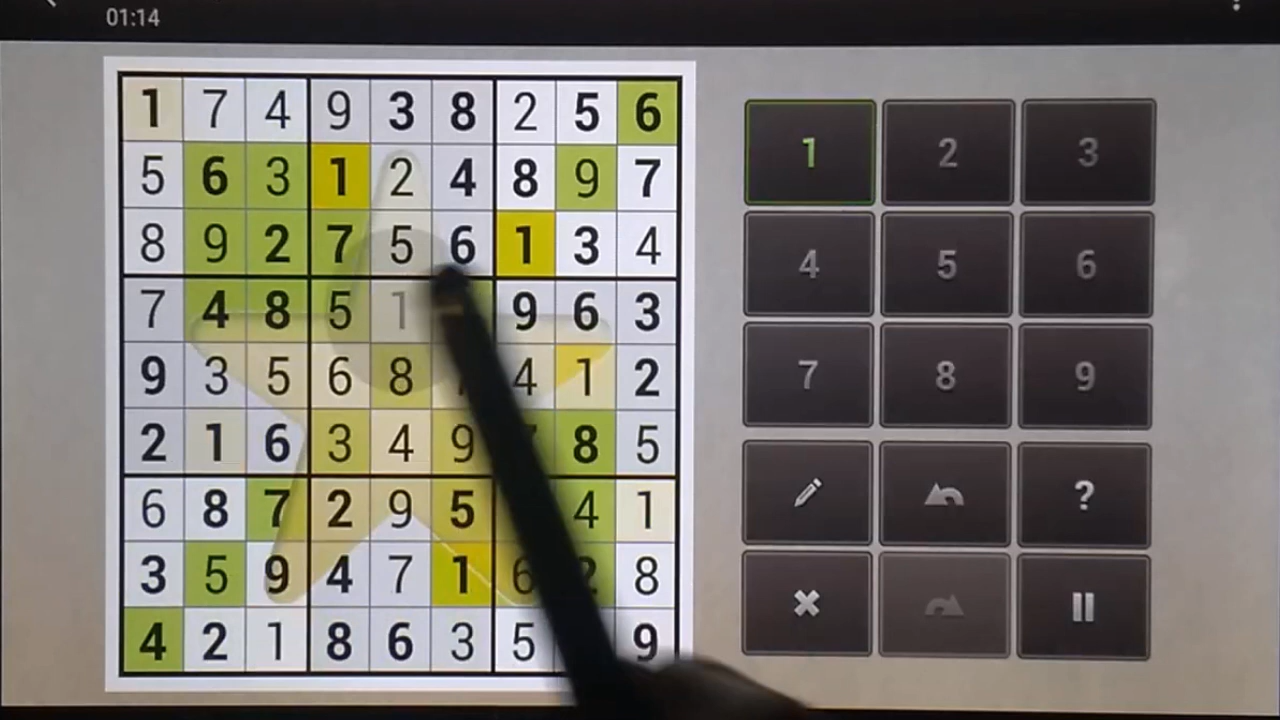 01:14
1 7 4 9 3 8 2 5 6
5 6 3 1 2 4 8 9 7
8 9 2 7 5 6 1 3 4
7 4 8 5 1 9 6 3
9 3 5 6 8 4 1 2
2 1 6 3 4 9 8 5
6 8 7 2 9 5 4 1
3 5 9 4 7 1 6 2 8
4 2 1 8 6 3 5 9
1 2 3
4 5 6
7 8 9
?